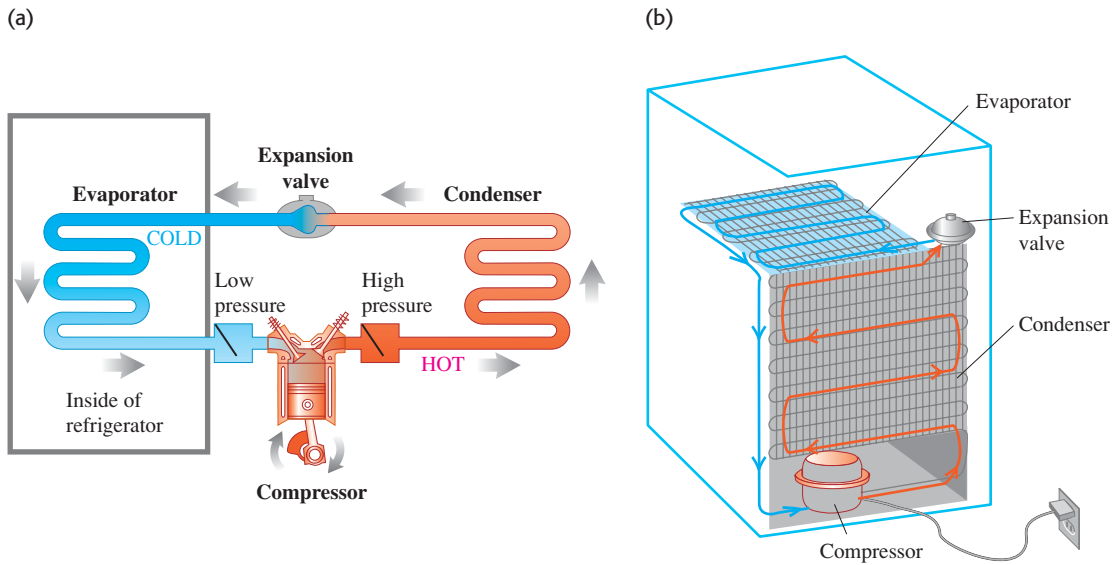 (a)
Evaporator
Expansion
valve
Condenser
COLD
Low
pressure
High
pressure
HOT
Inside of
refrigerator
Compressor
(b)
Evaporator
Expansion
valve
Condenser
Compressor